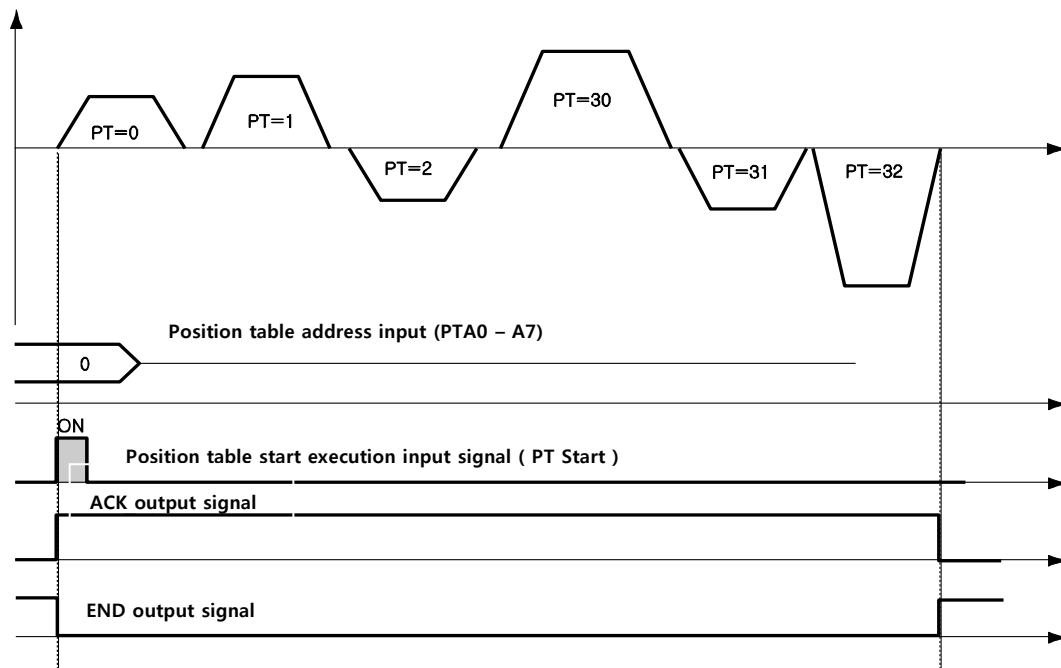 PT=0
PT=1
PT=2
PT=30
PT=31
PT=32
Position table address input (PTA0 – A7)
0
ON
Position table start execution input signal ( PT Start )
ACK output signal
END output signal